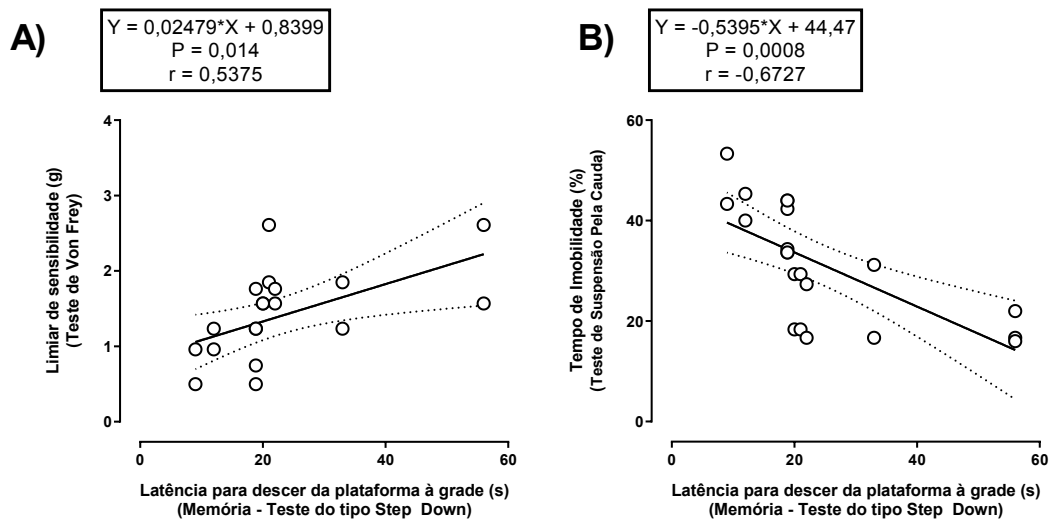 A)
Y = 0,02479*X + 0,8399
P = 0,014
r = 0,5375
4
3
2
1
0
Limiar de sensibilidade (g)
(Teste de Von Frey)
0 20 40 60
Latência para descer da plataforma à grade (s)
(Memória - Teste do tipo Step Down)
B)
Y = -0,5395*X + 44,47
P = 0,0008
r = -0,6727
60
40
20
0
Tempo de Imobilidade (%)
(Teste de Suspensão Pela Cauda)
0 20 40 60
Latência para descer da plataforma à grade (s)
(Memória - Teste do tipo Step Down)